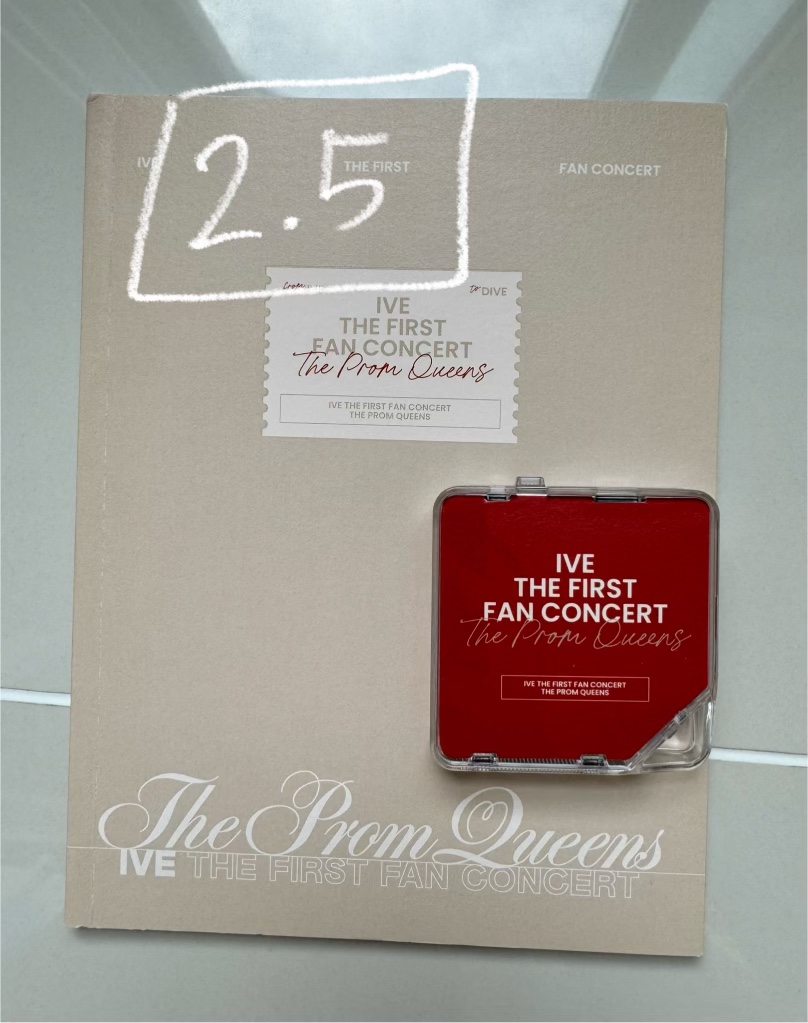 2.5
IVE THE FIRST FAN CONCERT
to DIVE
IVE
THE FIRST
FAN CONCERT
The Prom Queens
IVE THE FIRST FAN CONCERT
THE PROM QUEENS
IVE
THE FIRST
FAN CONCERT
The Prom Queens
IVE THE FIRST FAN CONCERT
THE PROM QUEENS
The Prom Queens
IVE THE FIRST FAN CONCERT